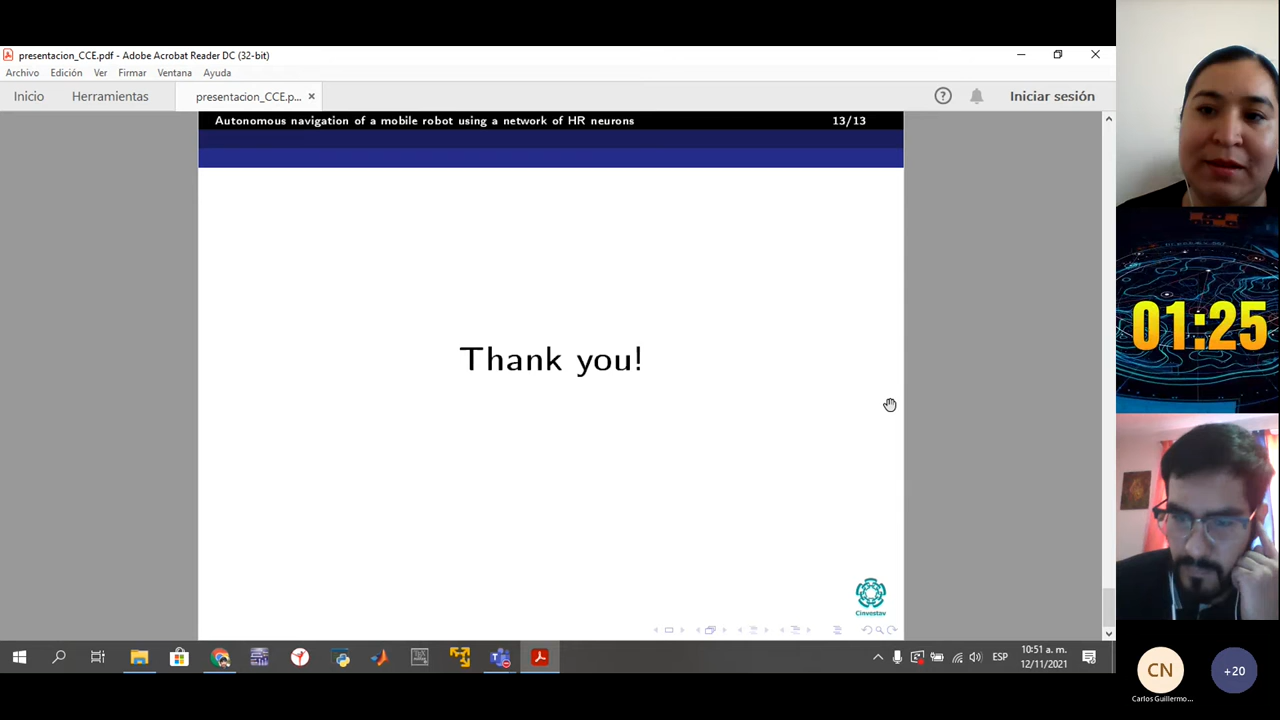 presentacion_CCE.pdf - Adobe Acrobat Reader DC (32-bit)
Archivo Edición Ver Firmar Ventana Ayuda
Inicio Herramientas presentacion_CCE.p... Iniciar sesión
Autonomous navigation of a mobile robot using a network of HR neurons 13/13
Thank you!
Cinvestav
01:25
ESP
10:51 a. m.
12/11/2021
CN
Carlos Guillermo...
+20